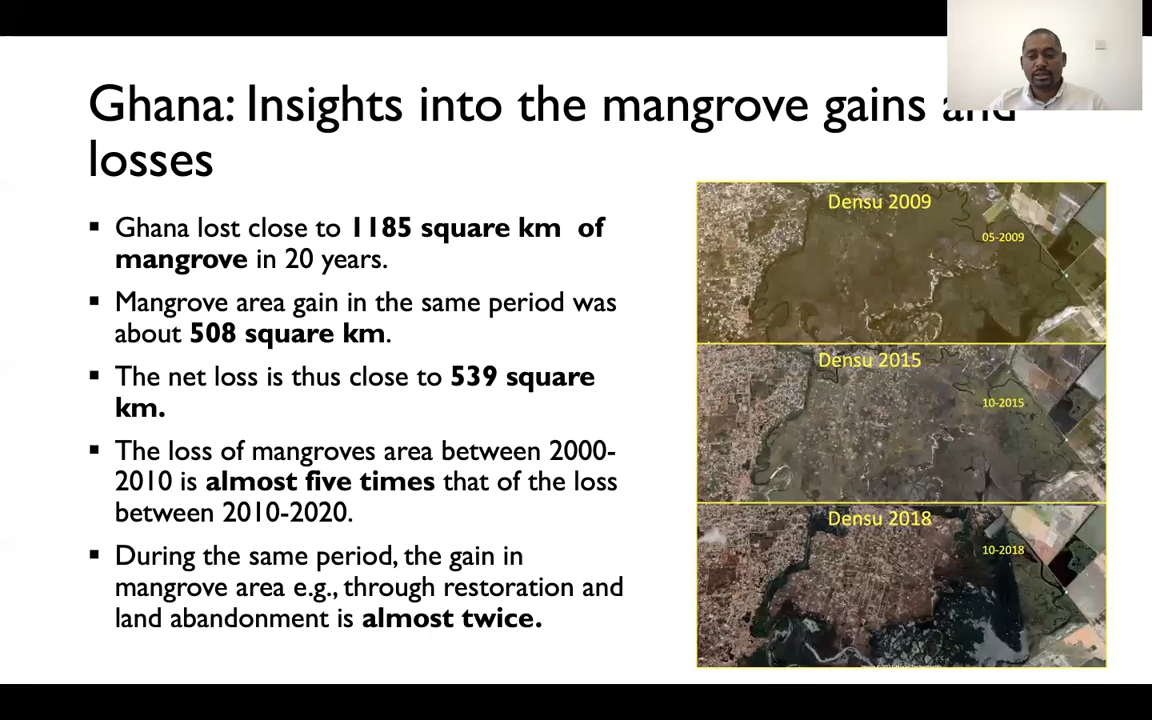 Ghana: Insights into the mangrove gains and
losses
▪ Ghana lost close to 1185 square km of
mangrove in 20 years.
▪ Mangrove area gain in the same period was
about 508 square km.
▪ The net loss is thus close to 539 square
km.
▪ The loss of mangroves area between 2000-
2010 is almost five times that of the loss
between 2010-2020.
▪ During the same period, the gain in
mangrove area e.g., through restoration and
land abandonment is almost twice.
Densu 2009
05-2009
Densu 2015
10-2015
Densu 2018
10-2018